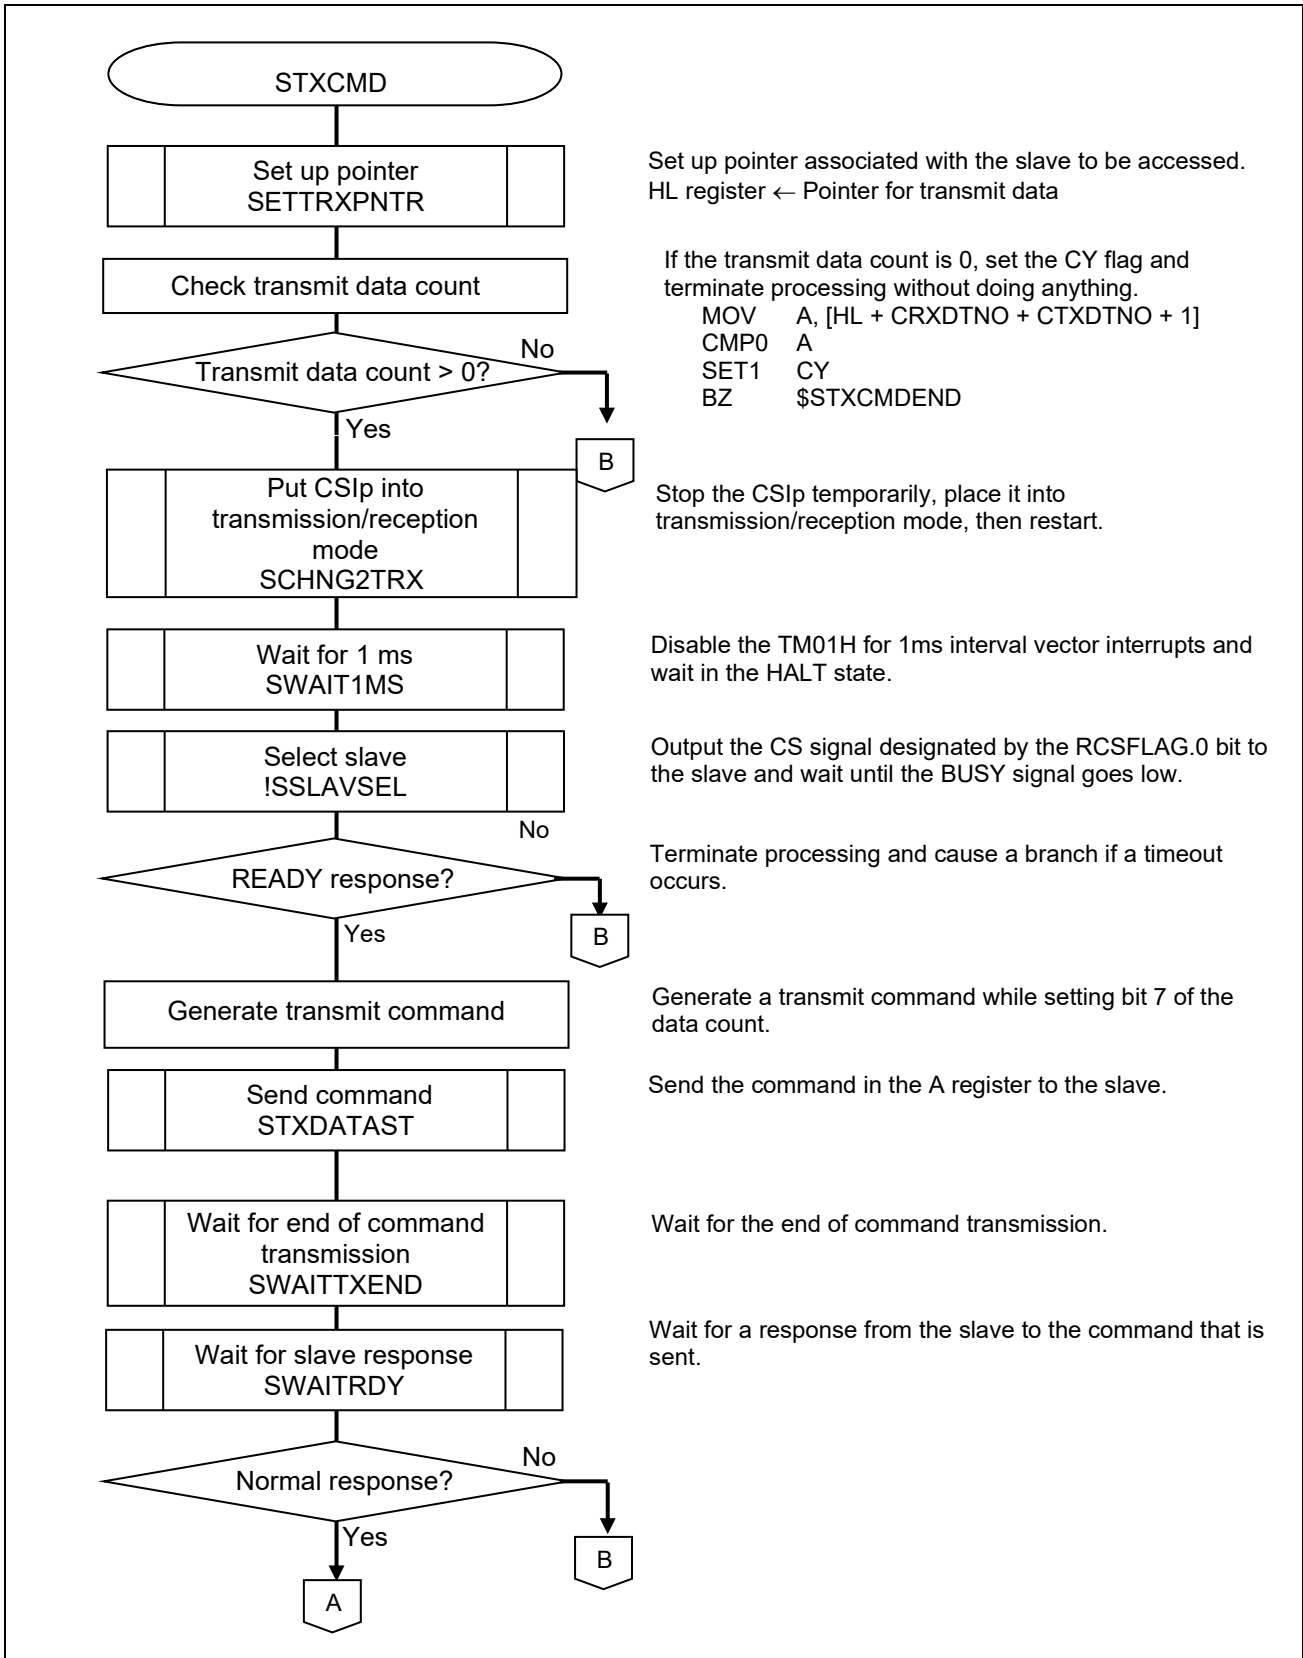 STXCMD
Set up pointer
SETTRXPNTR
Set up pointer associated with the slave to be accessed.
HL register ← Pointer for transmit data
Check transmit data count
If the transmit data count is 0, set the CY flag and
terminate processing without doing anything.
MOV A, [HL + CRXDTNO + CTXDTNO + 1]
CMP0 A
SET1 CY
BZ $STXCMDEND
Transmit data count > 0?
No
Yes
B
Put CSIp into
transmission/reception
mode
SCHNG2TRX
Stop the CSIp temporarily, place it into
transmission/reception mode, then restart.
Wait for 1 ms
SWAIT1MS
Disable the TM01H for 1ms interval vector interrupts and
wait in the HALT state.
Select slave
!SSLAVSEL
Output the CS signal designated by the RCSFLAG.0 bit to
the slave and wait until the BUSY signal goes low.
No
READY response?
Terminate processing and cause a branch if a timeout
occurs.
Yes
B
Generate transmit command
Generate a transmit command while setting bit 7 of the
data count.
Send command
STXDATAST
Send the command in the A register to the slave.
Wait for end of command
transmission
SWAITTXEND
Wait for the end of command transmission.
Wait for slave response
SWAITRDY
Wait for a response from the slave to the command that is
sent.
Normal response?
No
Yes
B
A